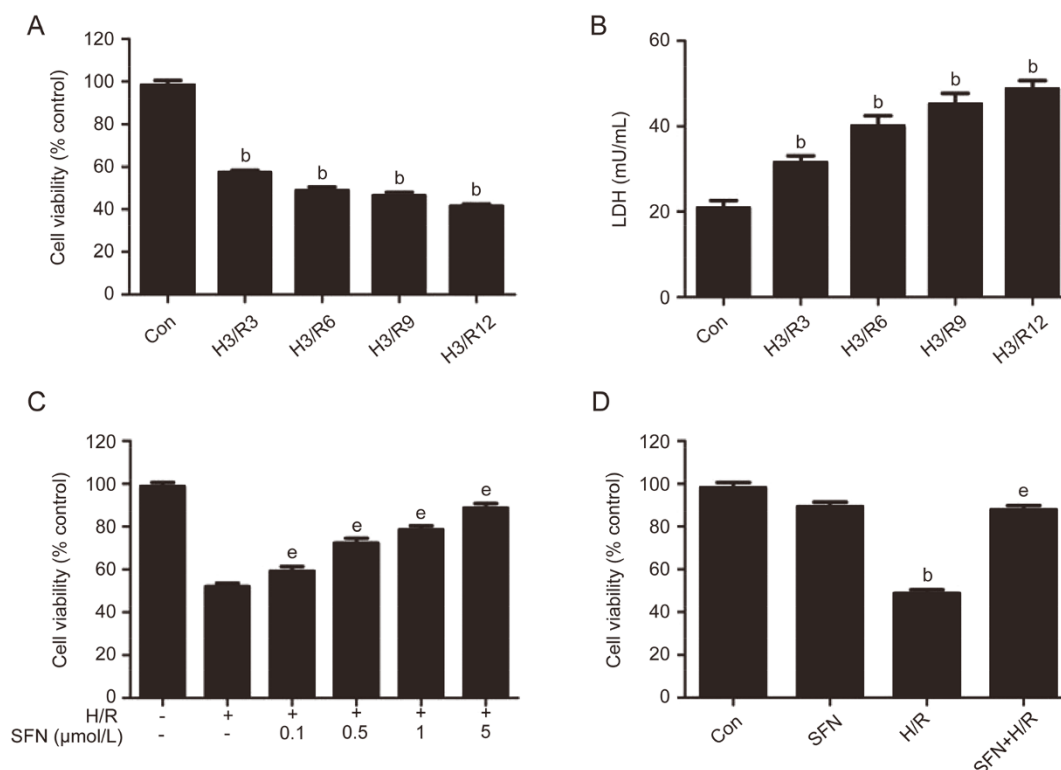 A
Cell viability (% control)
120
100
80
60
40
20
0
b
b
b
b
Con
H3/R3
H3/R6
H3/R9
H3/R12
B
LDH (mU/mL)
60
40
20
0
b
b
b
b
Con
H3/R3
H3/R6
H3/R9
H3/R12
C
Cell viability (% control)
120
100
80
60
40
20
0
e
e
e
e
H/R - + + + + +
SFN (μmol/L) - - 0.1 0.5 1 5
D
Cell viability (% control)
120
100
80
60
40
20
0
b
e
Con
SFN
H/R
SFN+H/R